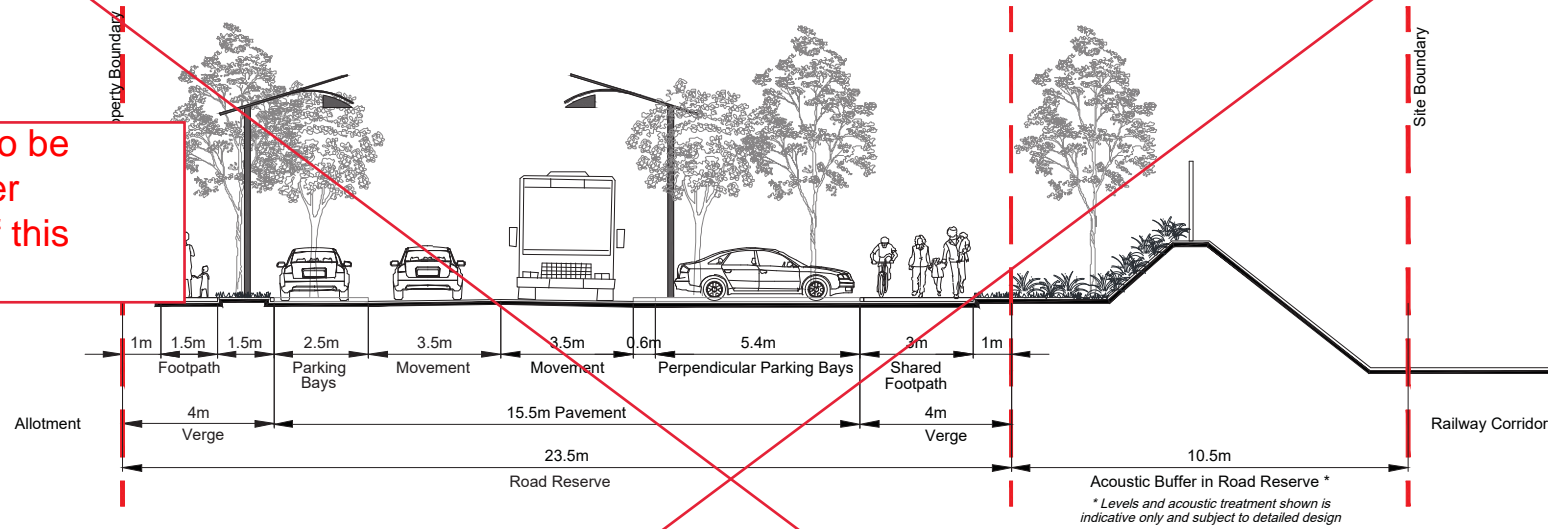 Boundary
Site Boundary
to be
this
1m
1.5m
1.5m
2.5m
3.5m
3.5m
0.6m
5.4m
3m
1m
Footpath
Parking
Bays
Movement
Movement
Perpendicular Parking Bays
Shared
Footpath
Allotment
4m
15.5m Pavement
4m
Verge
Verge
Railway Corridor
23.5m
10.5m
Road Reserve
Acoustic Buffer in Road Reserve *
* Levels and acoustic treatment shown is
indicative only and subject to detailed design